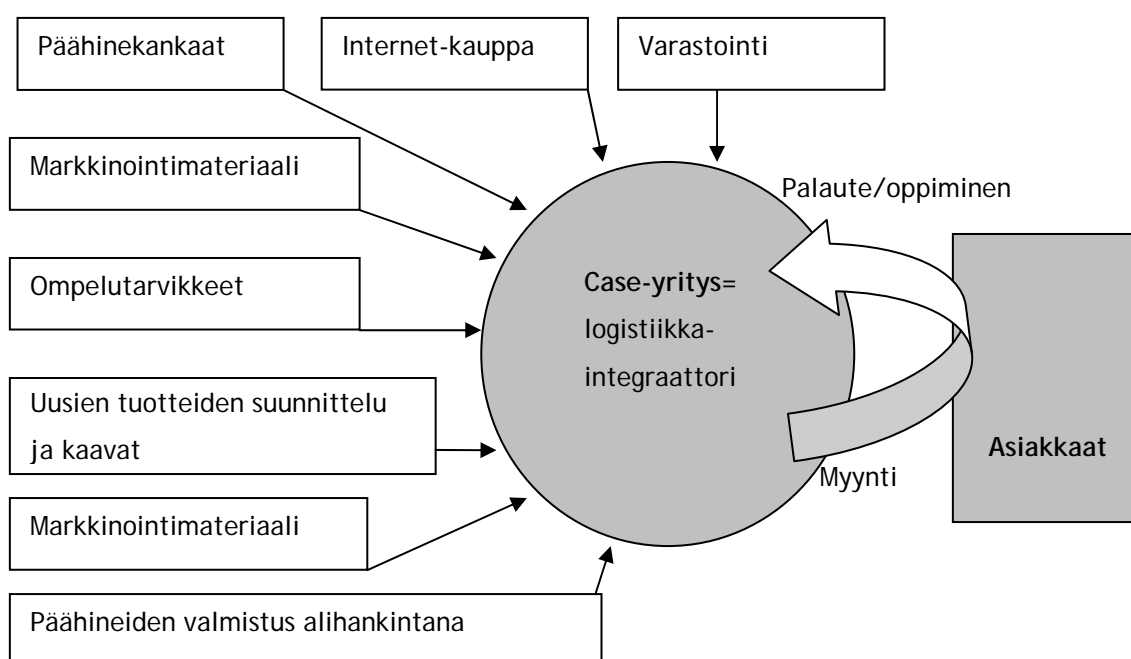 Päähinekankaat
Internet-kauppa
Varastointi
Markkinointimateriaali
Palaute/oppiminen
Ompelutarvikkeet
Case-yritys=
logistiikka-
integraattori
Uusien tuotteiden suunnittelu
ja kaavat
Asiakkaat
Myynti
Markkinointimateriaali
Päähineiden valmistus alihankintana